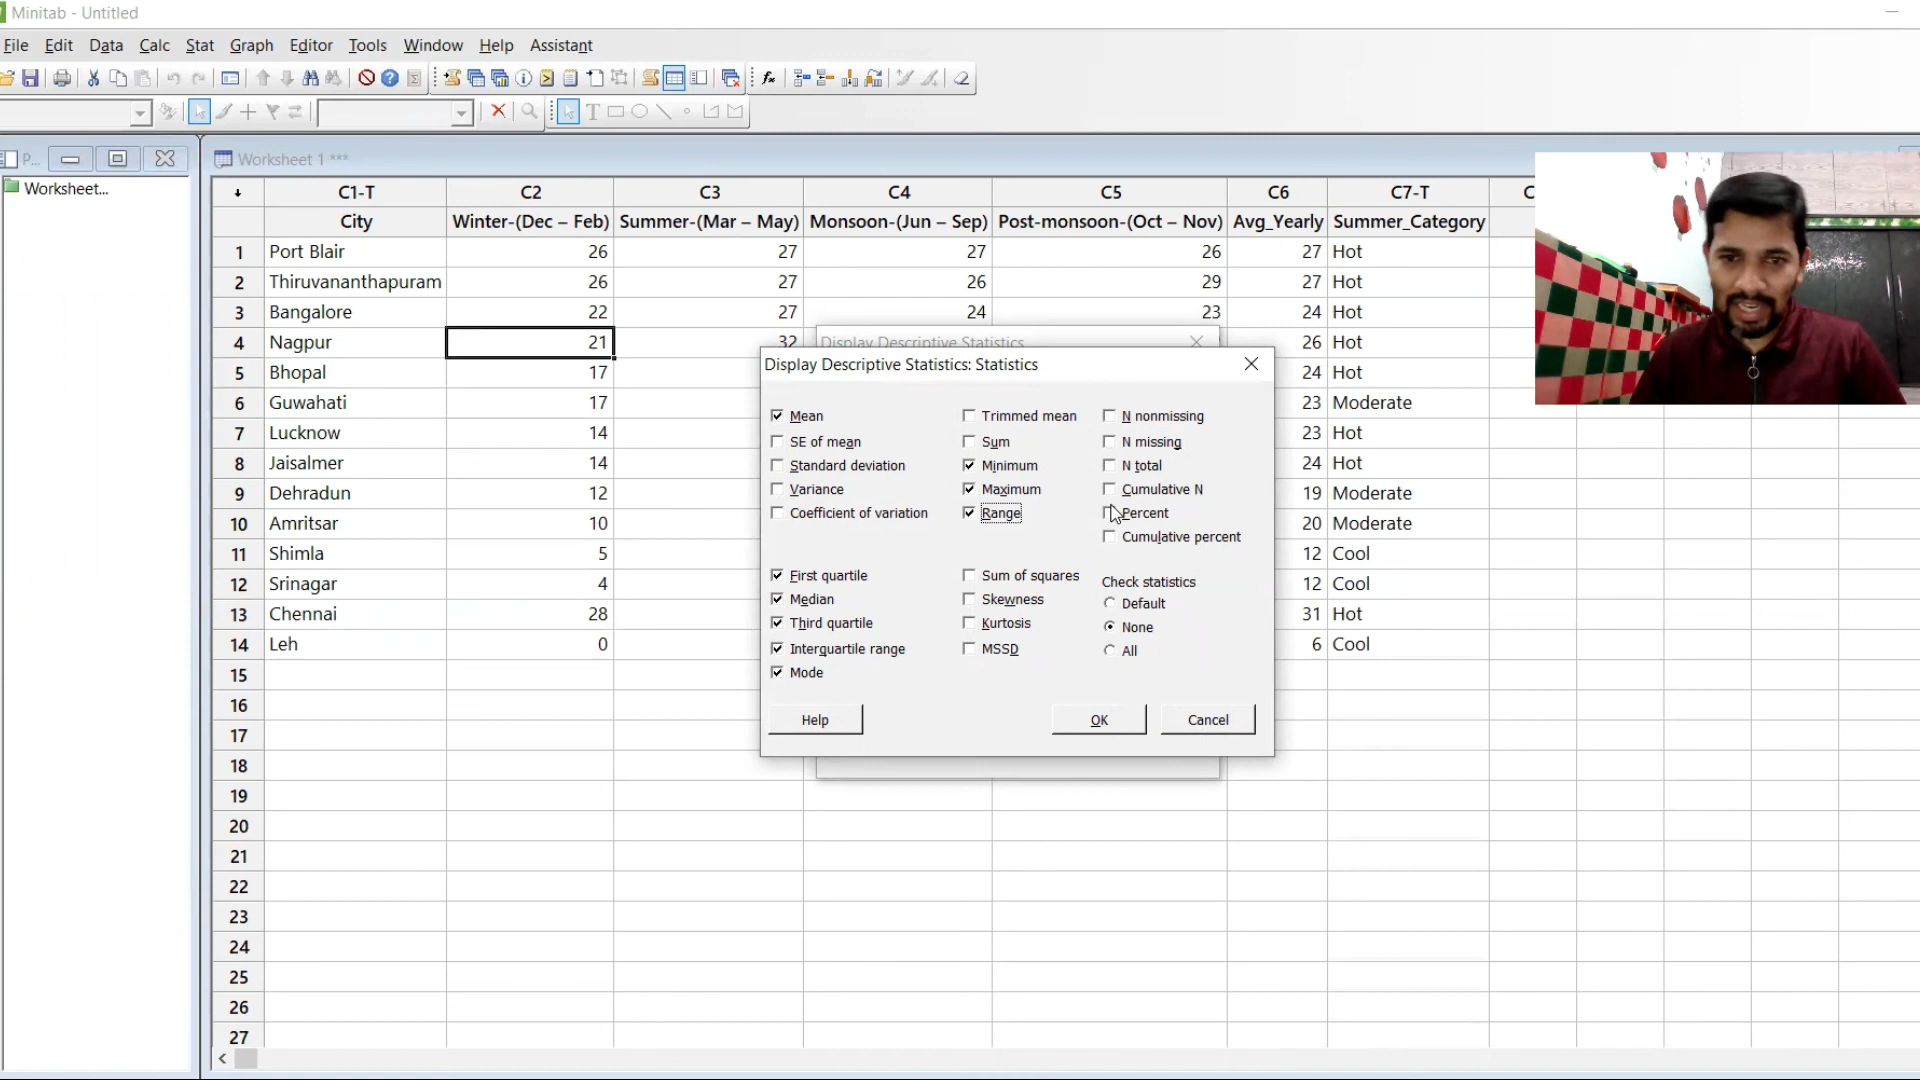 Minitab - Untitled
File Edit Data Calc Stat Graph Editor Tools Window Help Assistant
P... Worksheet 1 ***
Worksheet...
C1-T C2 C3 C4 C5 C6 C7-T C
City Winter-(Dec – Feb) Summer-(Mar – May) Monsoon-(Jun – Sep) Post-monsoon-(Oct – Nov) Avg_Yearly Summer_Category
1 Port Blair 26 27 27 26 27 Hot
2 Thiruvananthapuram 26 27 26 29 27 Hot
3 Bangalore 22 27 24 23 24 Hot
4 Nagpur 21 32 26 Hot
5 Bhopal 17 24 Hot
6 Guwahati 17 23 Moderate
7 Lucknow 14 23 Hot
8 Jaisalmer 14 24 Hot
9 Dehradun 12 19 Moderate
10 Amritsar 10 20 Moderate
11 Shimla 5 12 Cool
12 Srinagar 4 12 Cool
13 Chennai 28 31 Hot
14 Leh 0 6 Cool
15
16
17
18
19
20
21
22
23
24
25
26
27
Display Descriptive Statistics
Display Descriptive Statistics: Statistics
Mean Trimmed mean N nonmissing
SE of mean Sum N missing
Standard deviation Minimum N total
Variance Maximum Cumulative N
Coefficient of variation Range Percent
Cumulative percent
First quartile Sum of squares Check statistics
Median Skewness Default
Third quartile Kurtosis None
Interquartile range MSSD All
Mode
Help OK Cancel